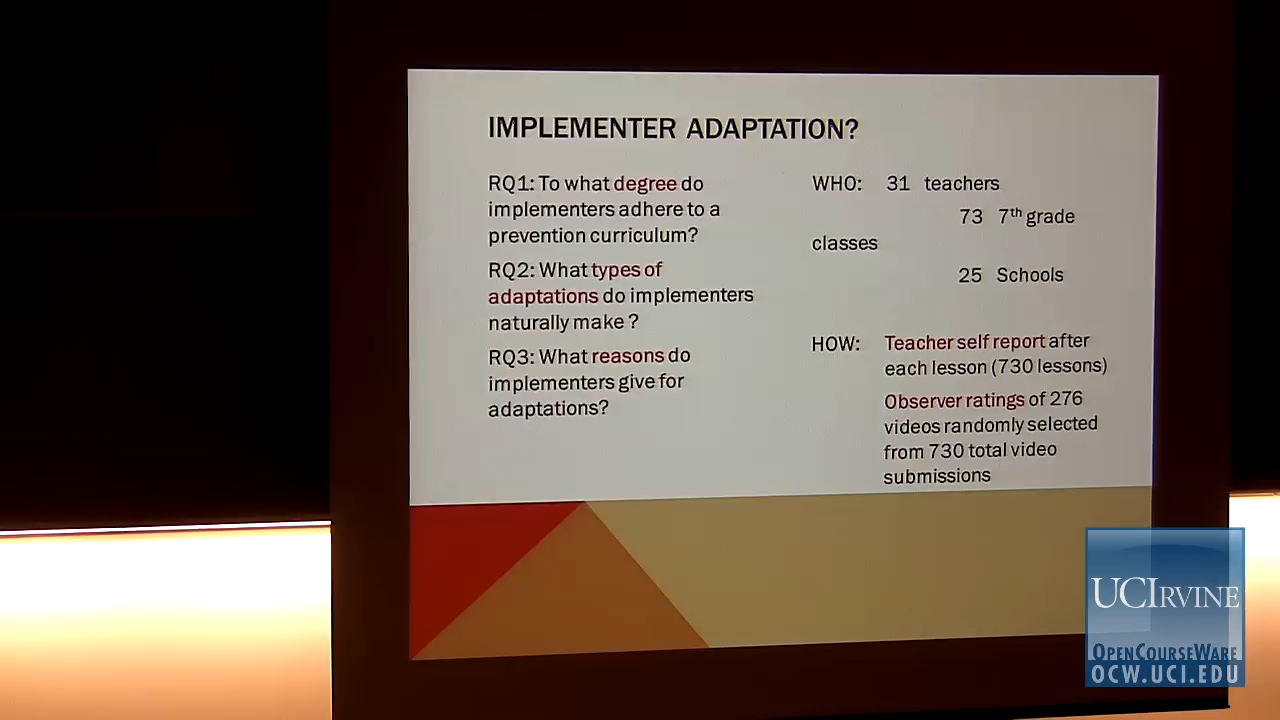 IMPLEMENTER ADAPTATION?
RQ1: To what degree do
implementers adhere to a
prevention curriculum?
RQ2: What types of
adaptations do implementers
naturally make ?
RQ3: What reasons do
implementers give for
adaptations?
WHO: 31 teachers
73 7th grade
classes
25 Schools
HOW: Teacher self report after
each lesson (730 lessons)
Observer ratings of 276
videos randomly selected
from 730 total video
submissions
UCIRVINE
OPENCOURSEWARE
OCW.UCI.EDU